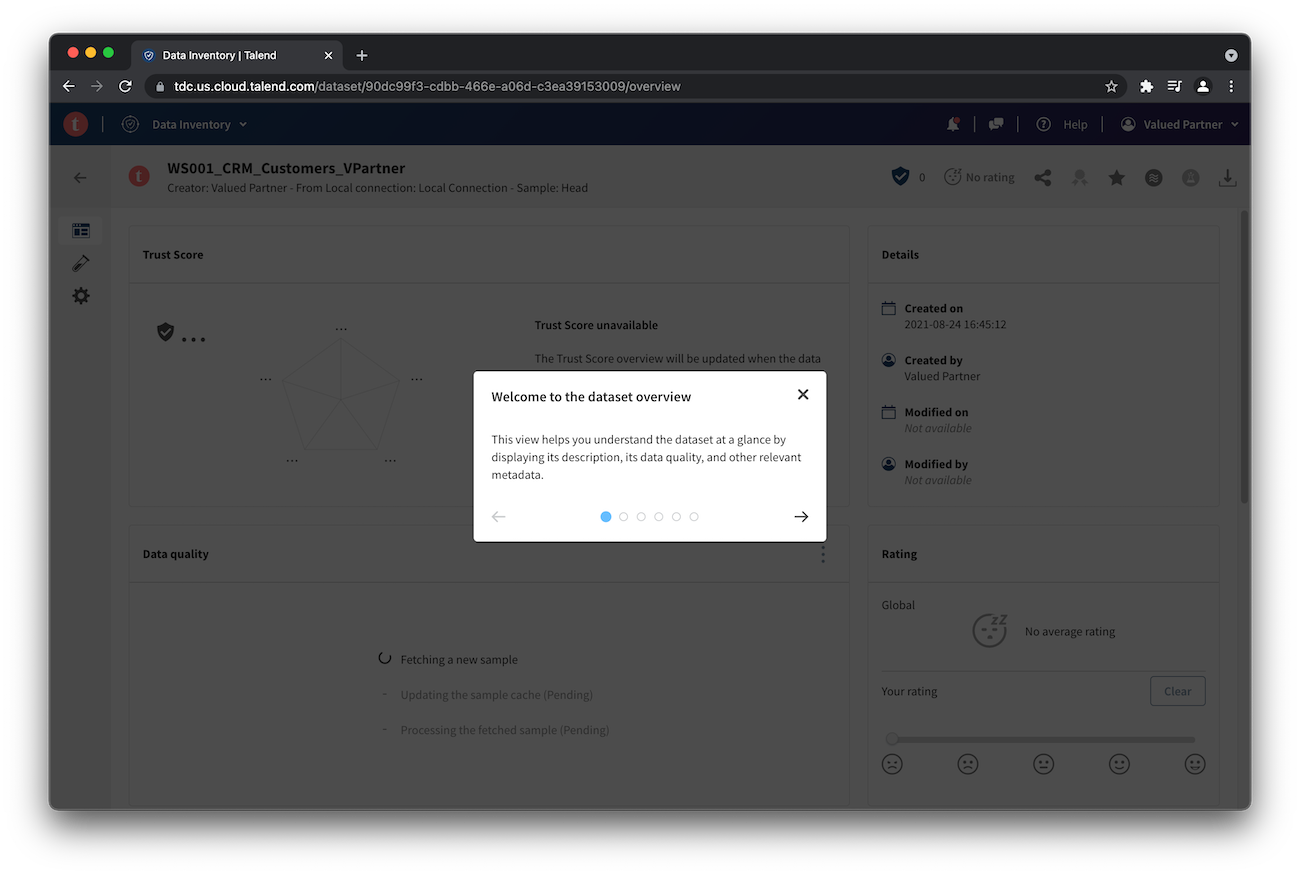 Data Inventory | Talend
tdc.us.cloud.talend.com/dataset/90dc99f3-cdbb-466e-a06d-c3ea39153009/overview
t
Data Inventory
Help
Valued Partner
t
WS001_CRM_Customers_VPartner
Creator: Valued Partner - From Local connection: Local Connection - Sample: Head
0
No rating
Trust Score
...
...
...
...
...
...
Trust Score unavailable
The Trust Score overview will be updated when the data
Details
Created on
2021-08-24 16:45:12
Created by
Valued Partner
Modified on
Not available
Modified by
Not available
Welcome to the dataset overview
This view helps you understand the dataset at a glance by
displaying its description, its data quality, and other relevant
metadata.
Data quality
Fetching a new sample
- Updating the sample cache (Pending)
- Processing the fetched sample (Pending)
Rating
Global
zZ
No average rating
Your rating
Clear